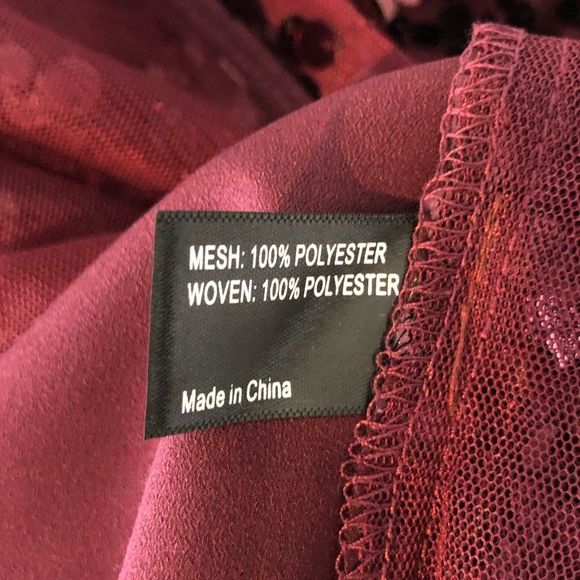 MESH: 100% POLYESTER
WOVEN: 100% POLYESTER
Made in China